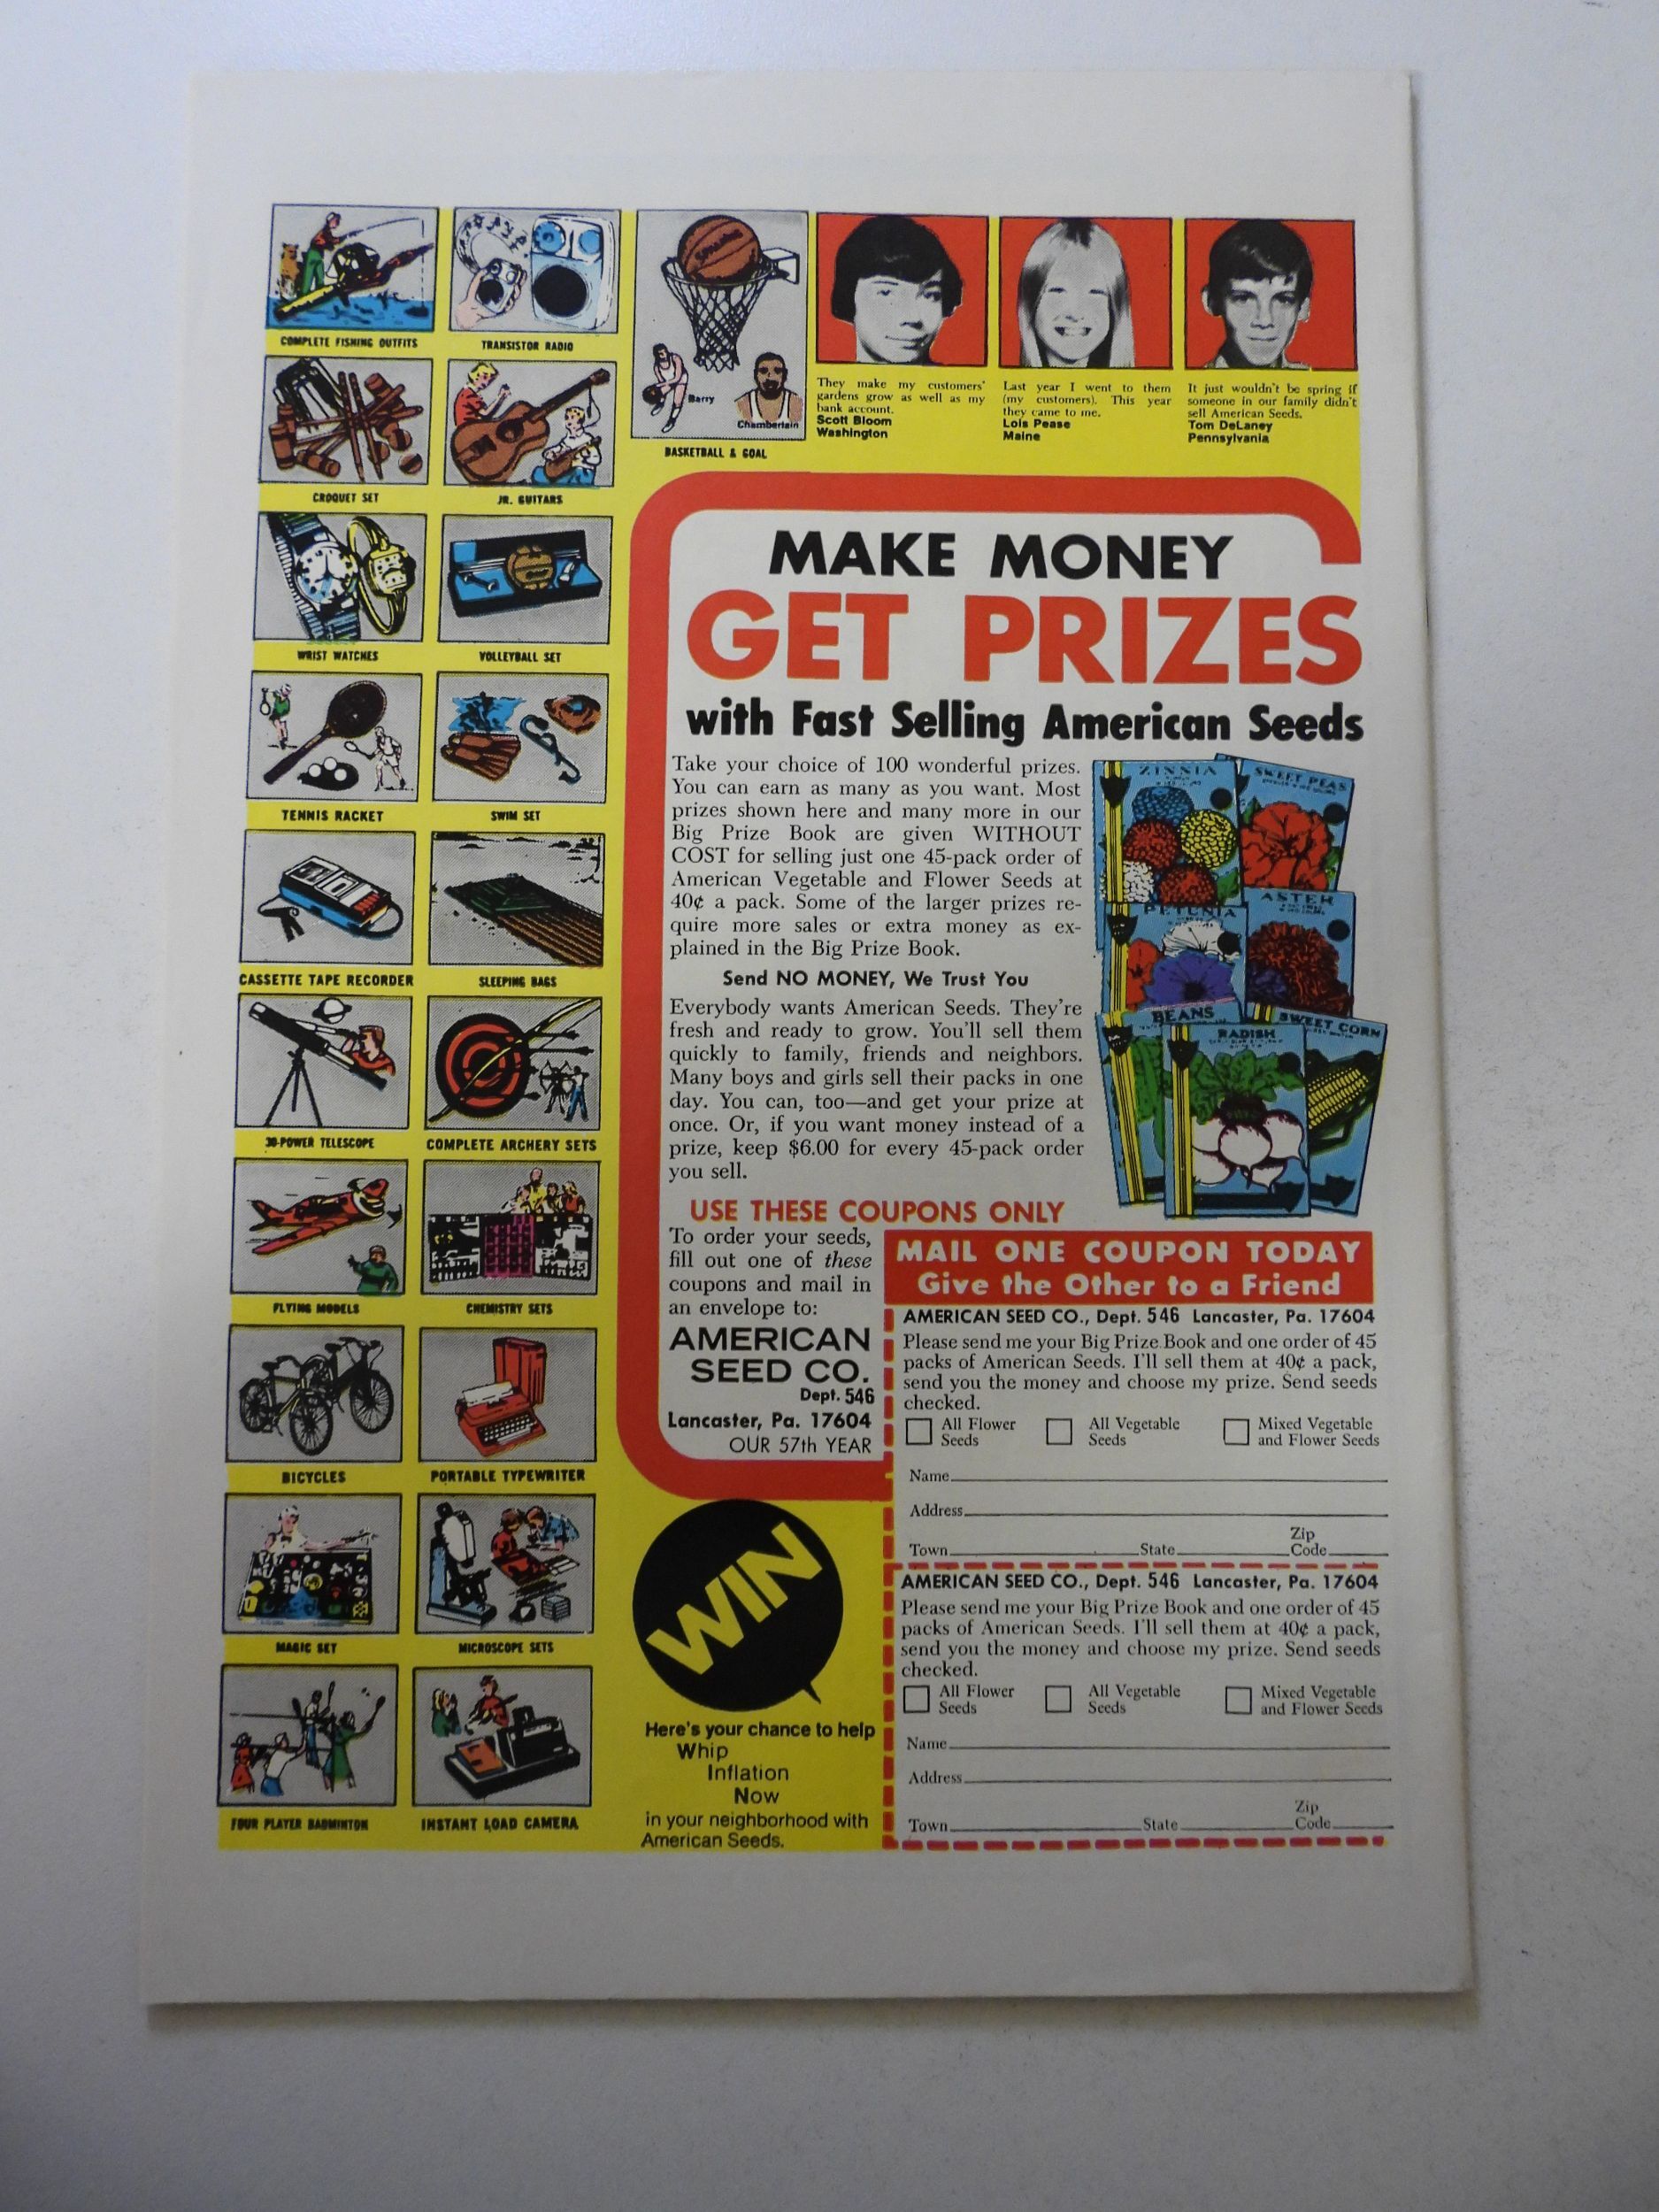 COMPLETE FISHING OUTFITS
TRANSISTOR RADIO
CROQUET SET
JR. GUITARS
WRIST WATCHES
VOLLEYBALL SET
TENNIS RACKET
SWIM SET
CASSETTE TAPE RECORDER
SLEEPING BAGS
30-POWER TELESCOPE
COMPLETE ARCHERY SETS
FLYING MODELS
CHEMISTRY SETS
BICYCLES
PORTABLE TYPEWRITER
MAGIC SET
MICROSCOPE SETS
FOUR PLAYER BADMINTON
INSTANT LOAD CAMERA
Barry
Chamberlain
BASKETBALL & GOAL
They make my customers'
gardens grow as well as my
bank account.
Scott Bloom
Washington
Last year I went to them
(my customers). This year
they came to me.
Lois Pease
Maine
It just wouldn't be spring if
someone in our family didn't
sell American Seeds.
Tom DeLaney
Pennsylvania
MAKE MONEY
GET PRIZES
with Fast Selling American Seeds
Take your choice of 100 wonderful prizes.
You can earn as many as you want. Most
prizes shown here and many more in our
Big Prize Book are given WITHOUT
COST for selling just one 45-pack order of
American Vegetable and Flower Seeds at
40¢ a pack. Some of the larger prizes re-
quire more sales or extra money as ex-
plained in the Big Prize Book.
Send NO MONEY, We Trust You
Everybody wants American Seeds. They're
fresh and ready to grow. You'll sell them
quickly to family, friends and neighbors.
Many boys and girls sell their packs in one
day. You can, too—and get your prize at
once. Or, if you want money instead of a
prize, keep $6.00 for every 45-pack order
you sell.
ZINNIA
SWEET PEAS
PETUNIA
ASTER
BEANS
RADISH
SWEET CORN
USE THESE COUPONS ONLY
To order your seeds,
fill out one of these
coupons and mail in
an envelope to:
AMERICAN
SEED CO.
Dept. 546
Lancaster, Pa. 17604
OUR 57th YEAR
WIN
Here's your chance to help
Whip
Inflation
Now
in your neighborhood with
American Seeds.
MAIL ONE COUPON TODAY
Give the Other to a Friend
AMERICAN SEED CO., Dept. 546 Lancaster, Pa. 17604
Please send me your Big Prize Book and one order of 45
packs of American Seeds. I'll sell them at 40¢ a pack,
send you the money and choose my prize. Send seeds
checked.
All Flower Seeds All Vegetable Seeds Mixed Vegetable and Flower Seeds
Name
Address
Town State Zip Code
AMERICAN SEED CO., Dept. 546 Lancaster, Pa. 17604
Please send me your Big Prize Book and one order of 45
packs of American Seeds. I'll sell them at 40¢ a pack,
send you the money and choose my prize. Send seeds
checked.
All Flower Seeds All Vegetable Seeds Mixed Vegetable and Flower Seeds
Name
Address
Town State Zip Code